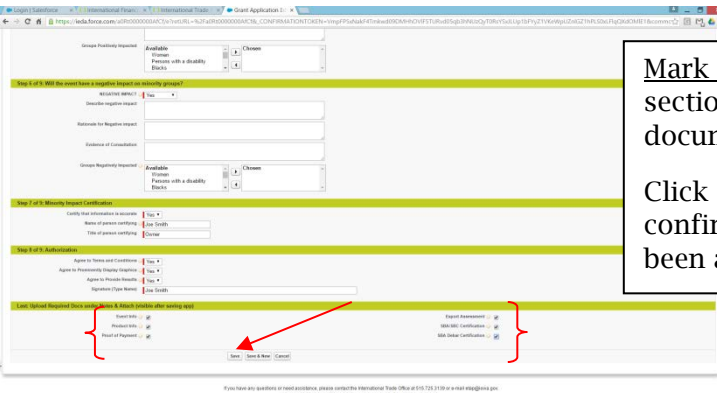 Login | Salesforce
International Finan
International Trade
Grant Application Edit
https://ieda.force.com/
Groups Positively Impacted
Available
Chosen
Women
Persons with a disability
Blacks
Step 6 of 9: Will the event have a negative impact on minority groups?
NEGATIVE IMPACT
Yes
Describe negative impact
Rationale for Negative impact
Evidence of Consultation
Groups Negatively Impacted
Available
Chosen
Women
Persons with a disability
Blacks
Step 7 of 9: Minority Impact Certification
Certify that information is accurate
Yes
Name of person certifying
Joe Smith
Title of person certifying
Owner
Authorization
Agree to Terms and Conditions
Yes
Agree to Prominently Display Graphics
Yes
Agree to Provide Results
Yes
Signature (Type Name)
Joe Smith
Last: Upload Required Docs under Notes & Attach (visible after saving app)
Event Info
Export Assessment
Product Info
Certification
Proof of Payment
SBA Debar Certification
Save
Save & New
Cancel
If you have any questions or need assistance, please contact the International Trade Office at
Mark
sectio
docum
Click
confir
been a